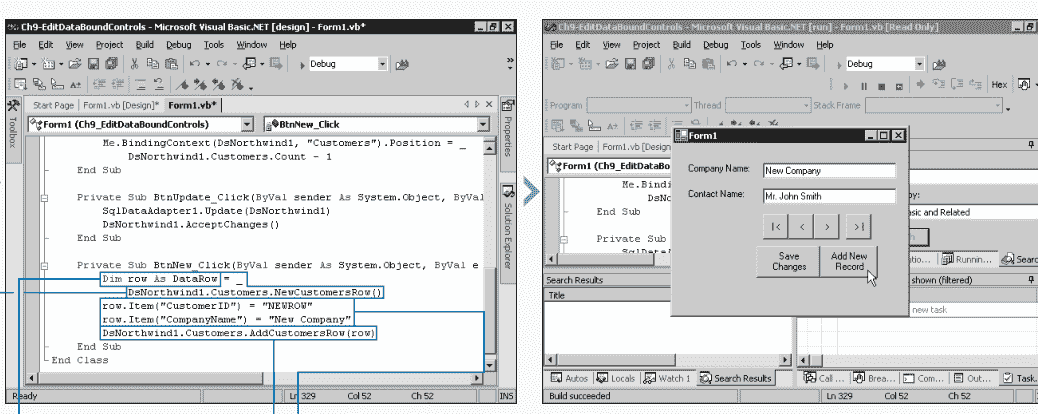 Ch9-EditDataBoundControls - Microsoft Visual Basic.NET [design] - Form1.vb*
File Edit View Project Build Debug Tools Window Help
Debug
Start Page Form1.vb [Design]* Form1.vb*
Toolbox
Form1 (Ch9_EditDataBoundControls) BtnNew_Click
Properties
Solution Explorer
Me.BindingContext(DsNorthwind1, "Customers").Position = _
DsNorthwind1.Customers.Count - 1
End Sub
Private Sub BtnUpdate_Click(ByVal sender As System.Object, ByVal
SqlDataAdapter1.Update(DsNorthwind1)
DsNorthwind1.AcceptChanges()
End Sub
Private Sub BtnNew_Click(ByVal sender As System.Object, ByVal e
Dim row As DataRow = _
DsNorthwind1.Customers.NewCustomersRow()
row.Item("CustomerID") = "NEWROW"
row.Item("CompanyName") = "New Company"
DsNorthwind1.Customers.AddCustomersRow(row)
End Sub
End Class
Ready Ln 329 Col 52 Ch 52 INS
Ch9-EditDataBoundControls - Microsoft Visual Basic.NET [run] - Form1.vb [Read Only]
File Edit View Project Build Debug Tools Window Help
Debug
Hex
Program Thread Stack Frame
Start Page Form1.vb [Design
Form1 (Ch9_EditDataBo
Me.Bindi
DsNo
End Sub
Private Sub
SqlData
Form1
Company Name: New Company
Contact Name: Mr. John Smith
|< < > >|
Save Changes
Add New Record
by:
sic and Related
Runnin... Searc
Search Results
Title
shown (filtered)
new task
Autos Locals Watch 1 Search Results Call ... Brea... Com... Out... Task.
Build succeeded Ln 329 Col 52 Ch 52